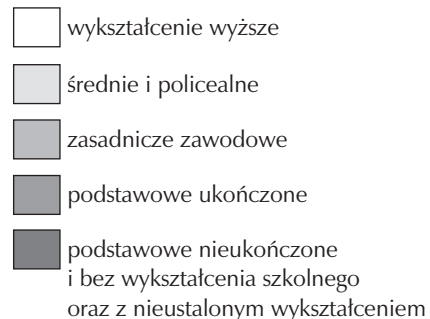 wykształcenie wyższe
średnie i policealne
zasadnicze zawodowe
podstawowe ukończone
podstawowe nieukończone
i bez wykształcenia szkolnego
oraz z nieustalonym wykształceniem